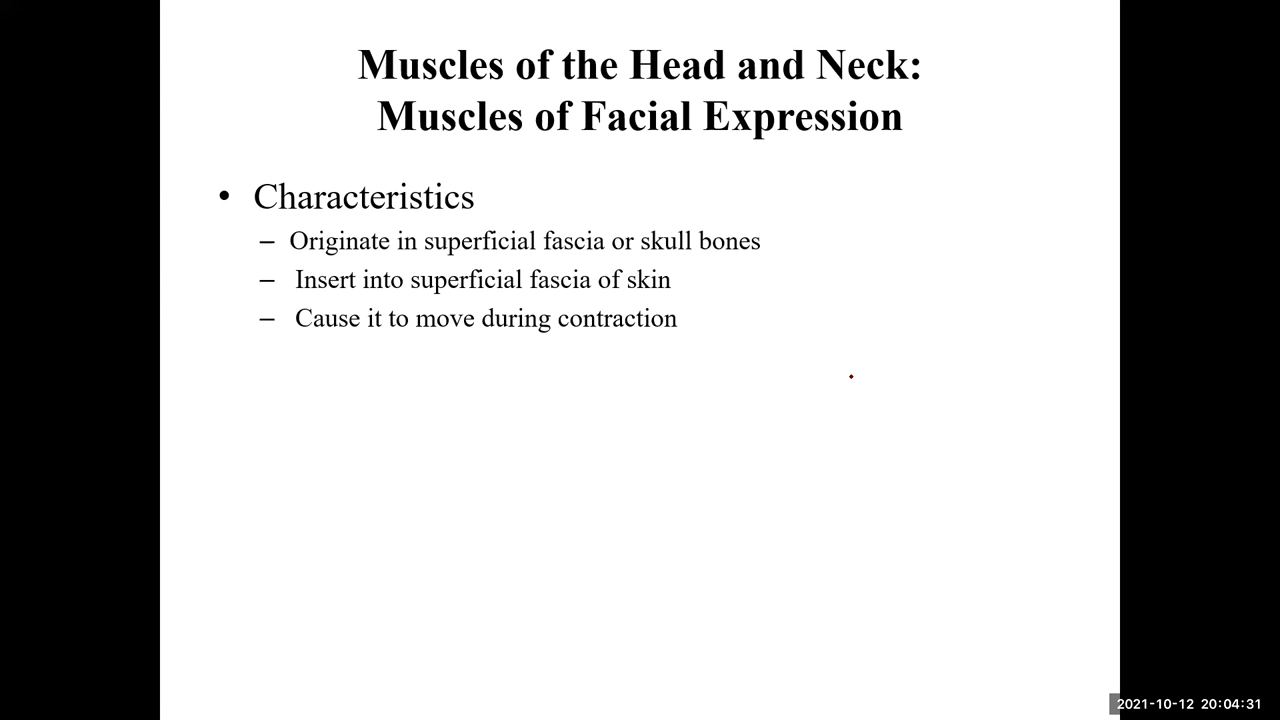 Muscles of the Head and Neck:
Muscles of Facial Expression
• Characteristics
– Originate in superficial fascia or skull bones
– Insert into superficial fascia of skin
– Cause it to move during contraction
2021-10-12 20:04:31